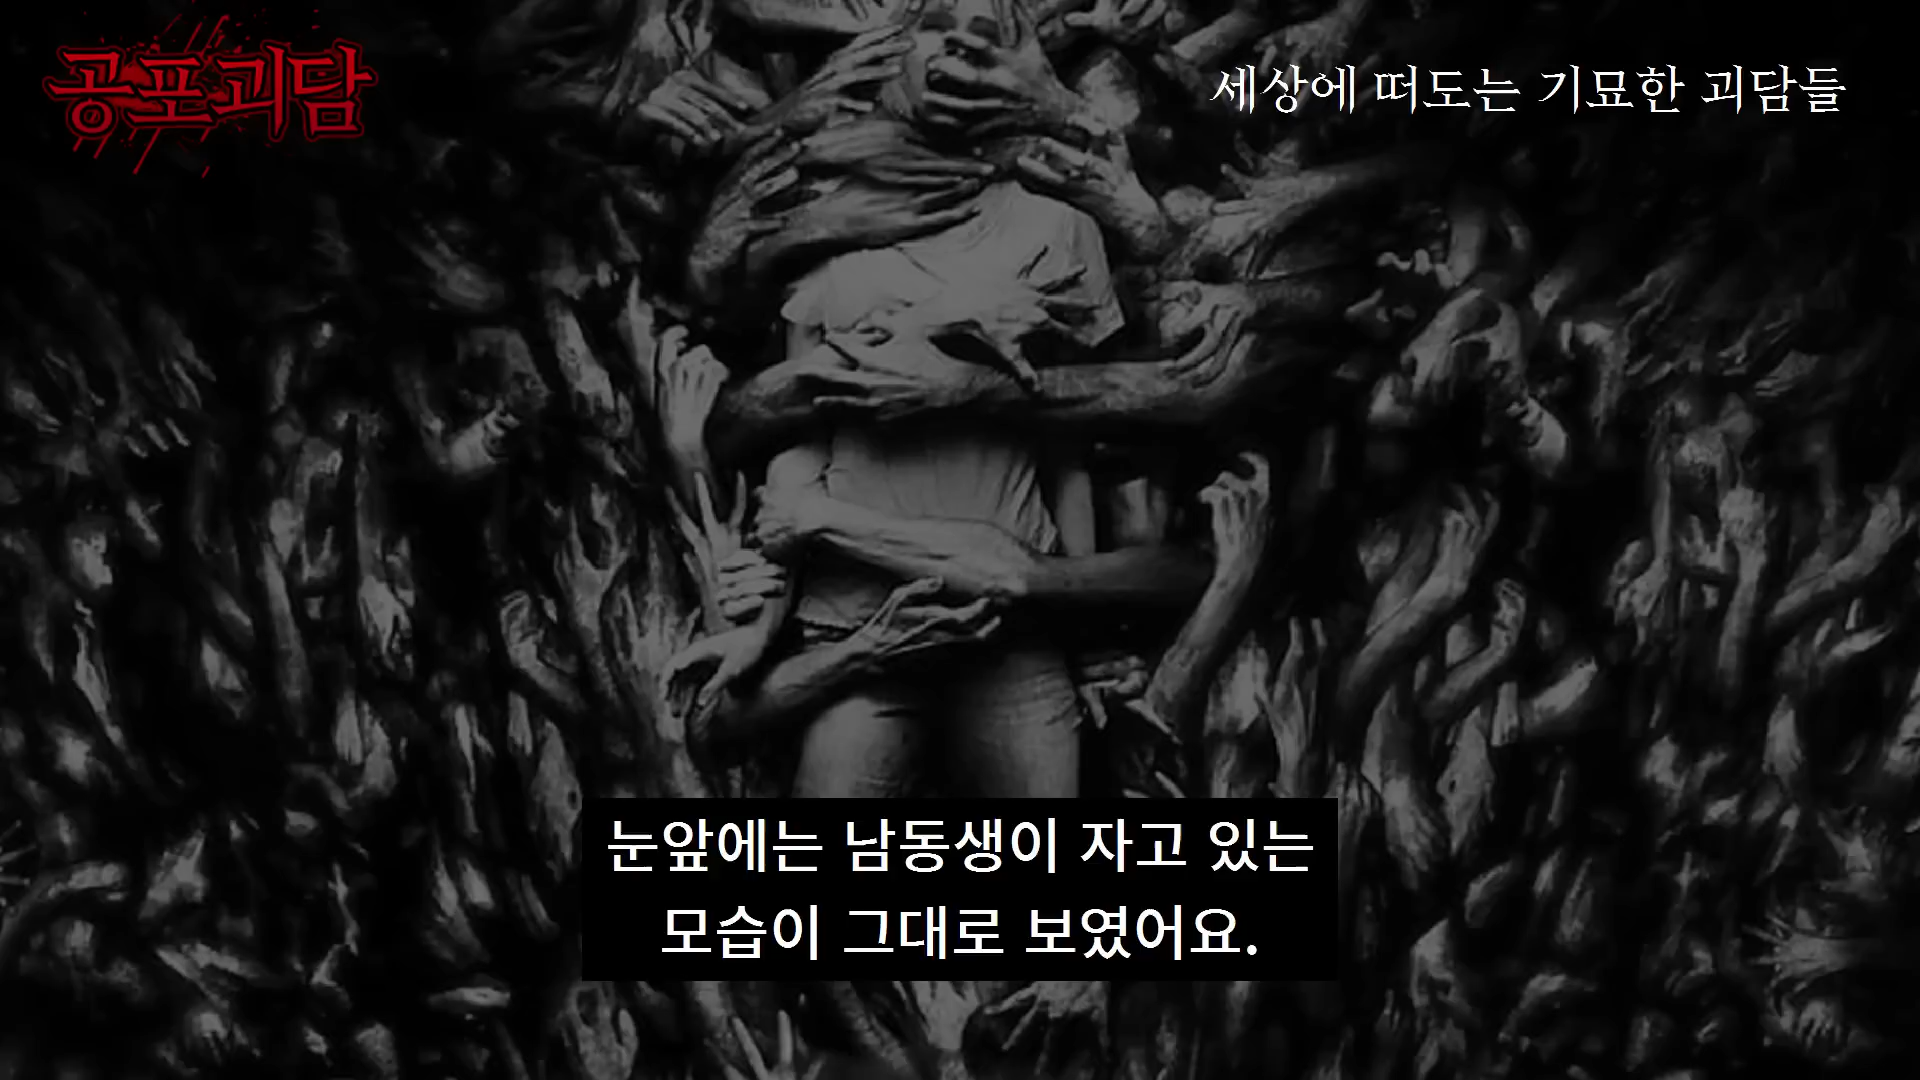 공포괴담
세상에 떠도는 기묘한 괴담들
눈앞에는 남동생이 자고 있는
모습이 그대로 보였어요.